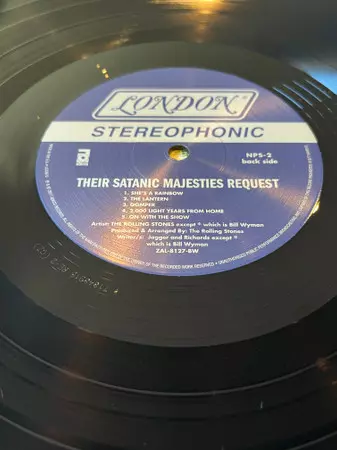 LONDON
®
STEREOPHONIC
NPS-2
back side
THEIR SATANIC MAJESTIES REQUEST
1. SHE'S A RAINBOW
2. THE LANTERN
3. GOMPER
4. 2,000 LIGHT YEARS FROM HOME
5. ON WITH THE SHOW
Artist: THE ROLLING STONES except * which is Bill Wyman
Produced & Arranged By: The Rolling Stones
Writer/s: Jagger and Richards except *
which is Bill Wyman
ZAL-8127-BW